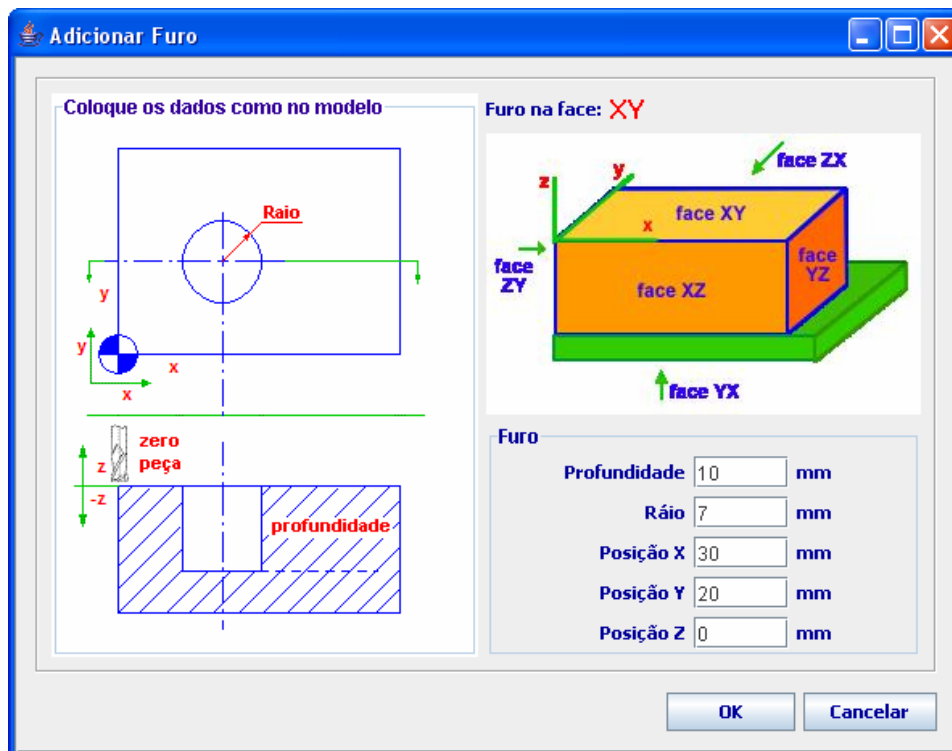 Adicionar Furo
Coloque os dados como no modelo
Raio
y
y
x
x
zero
peça
z
-z
profundidade
Furo na face: XY
face ZX
y
z
face XY
x
face
ZY
face
YZ
face XZ
face YX
Furo
Profundidade 10 mm
Ráio 7 mm
Posição X 30 mm
Posição Y 20 mm
Posição Z 0 mm
OK
Cancelar